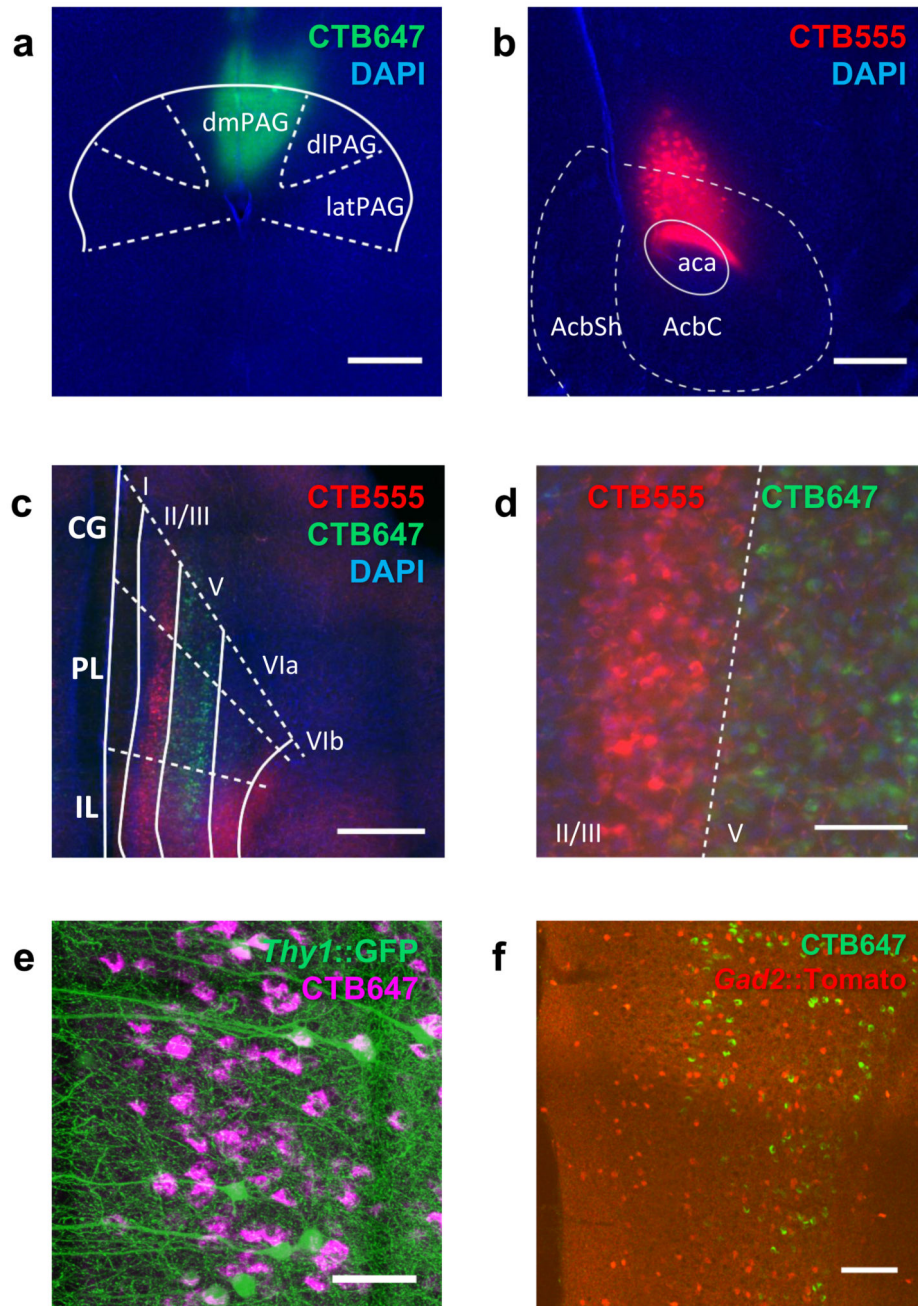 a
CTB647
DAPI
dmPAG
dlPAG
latPAG
b
CTB555
DAPI
aca
AcbSh
AcbC
c
CTB555
CTB647
DAPI
CG
PL
IL
I
II/III
V
VIa
VIb
d
CTB555
CTB647
II/III
V
e
Thy1::GFP
CTB647
f
CTB647
Gad2::Tomato